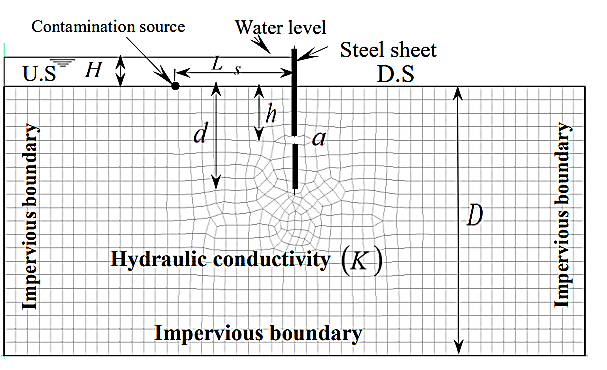 Contamination source
Water level
Steel sheet
U.S
H
L s
D.S
h
d
a
D
Impervious boundary
Impervious boundary
Hydraulic conductivity (K)
Impervious boundary